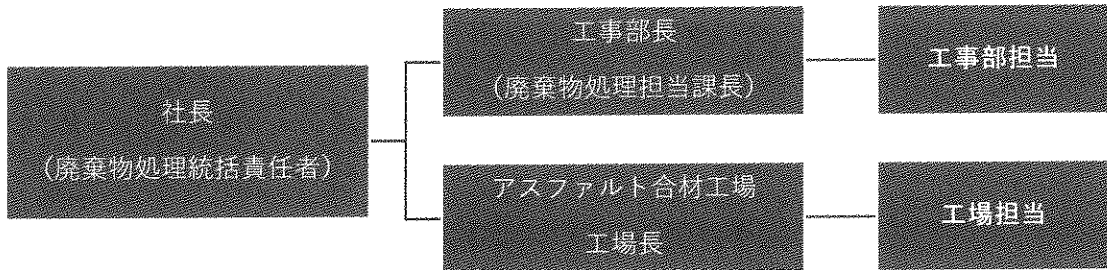 社長
（廃棄物処理統括責任者）
工事部長
（廃棄物処理担当課長）
工事部担当
アスファルト合材工場
工場長
工場担当